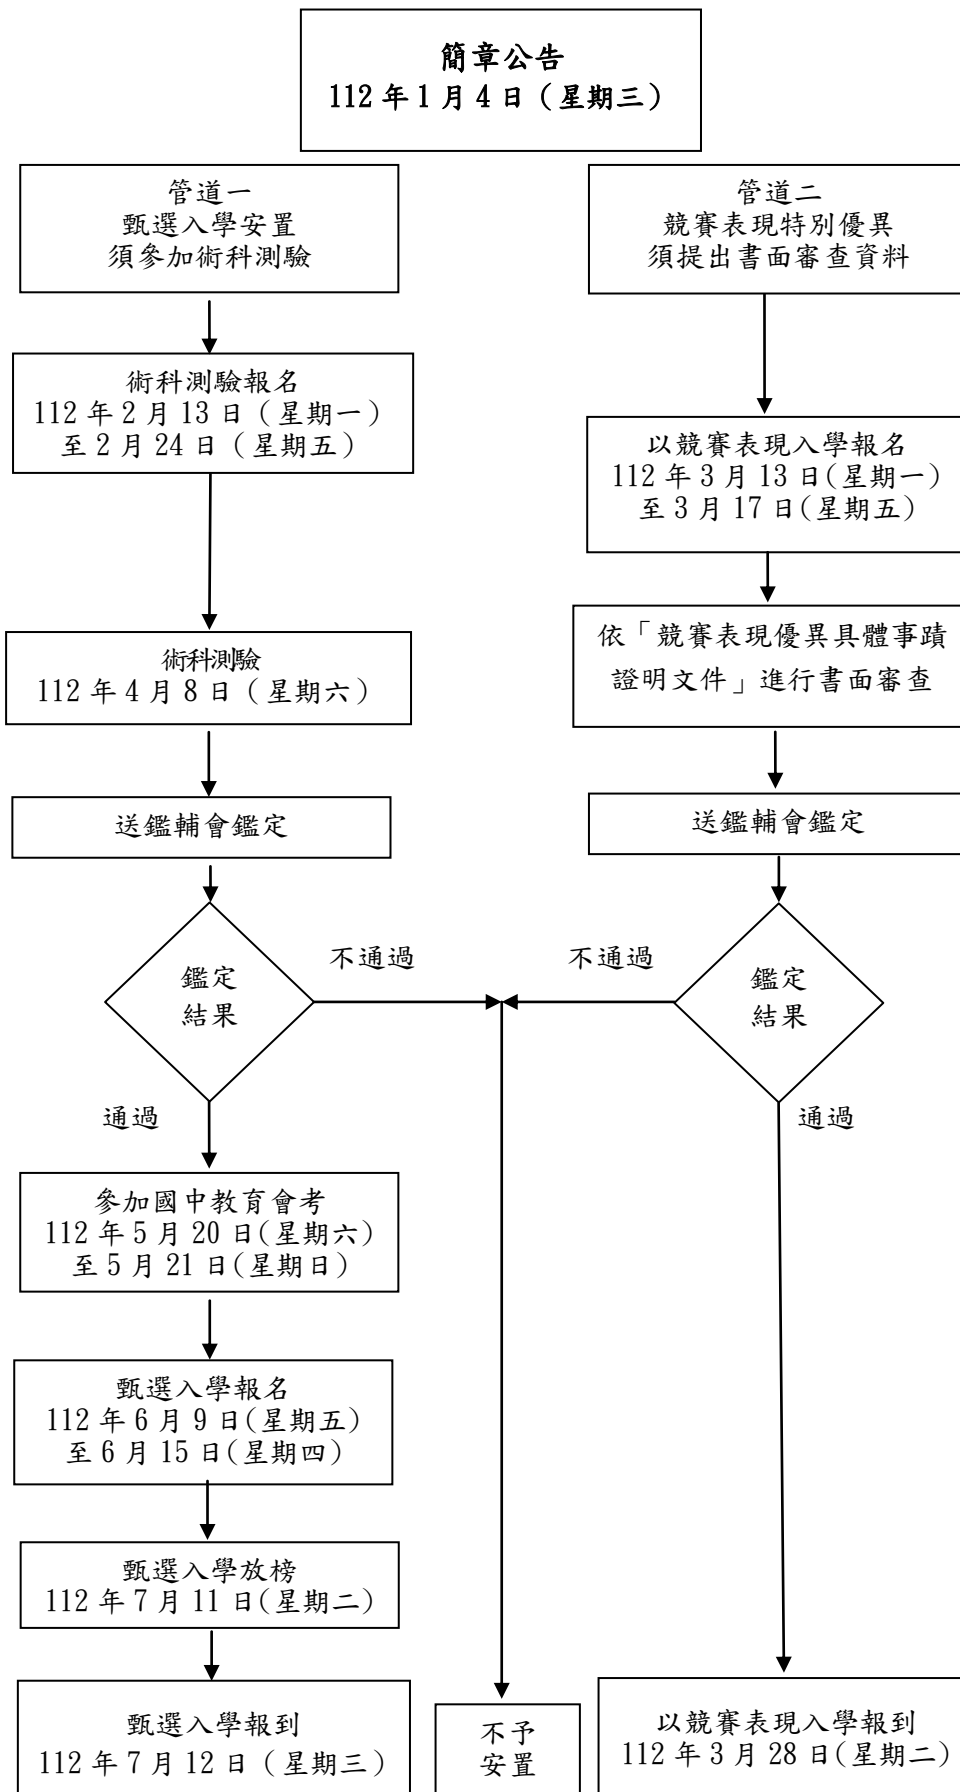 簡章公告
112 年 1 月 4 日（星期三）
管道一
甄選入學安置
須參加術科測驗
管道二
競賽表現特別優異
須提出書面審查資料
術科測驗報名
112 年 2 月 13 日（星期一）
至 2 月 24 日（星期五）
以競賽表現入學報名
112 年 3 月 13 日(星期一)
至 3 月 17 日(星期五)
術科測驗
112 年 4 月 8 日（星期六）
依「競賽表現優異具體事蹟
證明文件」進行書面審查
送鑑輔會鑑定
送鑑輔會鑑定
鑑定
結果
不通過
不通過
鑑定
結果
通過
通過
參加國中教育會考
112 年 5 月 20 日(星期六)
至 5 月 21 日(星期日)
甄選入學報名
112 年 6 月 9 日(星期五)
至 6 月 15 日(星期四)
甄選入學放榜
112 年 7 月 11 日(星期二)
甄選入學報到
112 年 7 月 12 日（星期三）
不予
安置
以競賽表現入學報到
112 年 3 月 28 日(星期二)